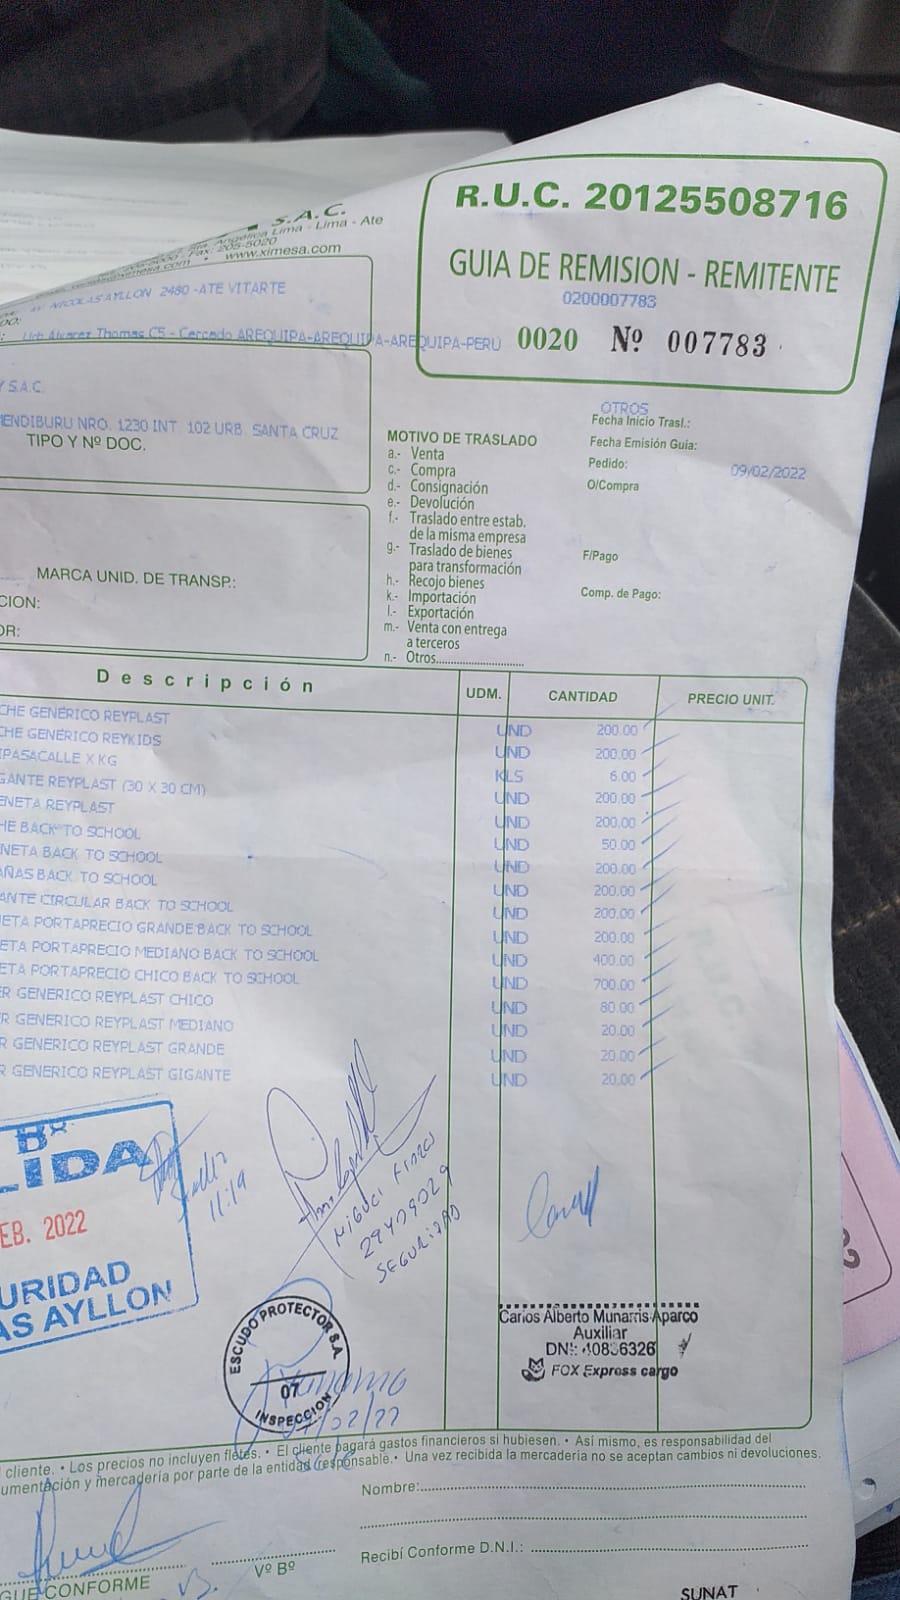 R.U.C. 20125508716
GUIA DE REMISION - REMITENTE
0200007783
0020 Nº 007783
S.A.C.
Angélica Lima - Lima - Ate
Fax: 205-5020
www.ximesa.com
AV. NICOLAS AYLLON 2480 -ATE VITARTE
Urb Alvarez Thomas C5 - Cercado AREQUIPA-AREQUIPA-AREQUIPA-PERU
Y S.A.C.
MENDIBURU NRO. 1230 INT. 102 URB. SANTA CRUZ
TIPO Y Nº DOC.
MARCA UNID. DE TRANSP.:
CION:
OR:
MOTIVO DE TRASLADO
a.- Venta
c.- Compra
d.- Consignación
e.- Devolución
f.- Traslado entre estab.
de la misma empresa
g.- Traslado de bienes
para transformación
h.- Recojo bienes
k.- Importación
l.- Exportación
m.- Venta con entrega
a terceros
n.- Otros..........................
OTROS
Fecha Inicio Trasl.:
Fecha Emisión Guia:
Pedido: 09/02/2022
O/Compra
F/Pago
Comp. de Pago:
Descripción UDM. CANTIDAD PRECIO UNIT.
CHE GENERICO REYPLAST UND 200.00
CHE GENERICO REYKIDS UND 200.00
IPASACALLE X KG KLS 6.00
GANTE REYPLAST (30 X 30 CM) UND 200.00
ENETA REYPLAST UND 200.00
HE BACK TO SCHOOL UND 50.00
NETA BACK TO SCHOOL UND 200.00
AÑAS BACK TO SCHOOL UND 200.00
ANTE CIRCULAR BACK TO SCHOOL UND 200.00
ETA PORTAPRECIO GRANDE BACK TO SCHOOL UND 200.00
ETA PORTAPRECIO MEDIANO BACK TO SCHOOL UND 400.00
ETA PORTAPRECIO CHICO BACK TO SCHOOL UND 700.00
R GENERICO REYPLAST CHICO UND 80.00
R GENERICO REYPLAST MEDIANO UND 20.00
R GENERICO REYPLAST GRANDE UND 20.00
R GENERICO REYPLAST GIGANTE UND 20.00
Bº
LIDA
EB. 2022
URIDAD
AS AYLLON
11:19
MIGUEL
29409029
SEGURIDAD
ESCUDO PROTECTOR S.A.
07
INSPECCION
Carlos Alberto Munarris Aparco
Auxiliar
DNI: 40836326
FOX Express cargo
cliente. • Los precios no incluyen fletes. • El cliente pagará gastos financieros si hubiesen. • Así mismo, es responsabilidad del
umentación y mercadería por parte de la entidad responsable. • Una vez recibida la mercadería no se aceptan cambios ni devoluciones.
Nombre:
Recibí Conforme D.N.I.:
GUE CONFORME
Vº Bº
SUNAT